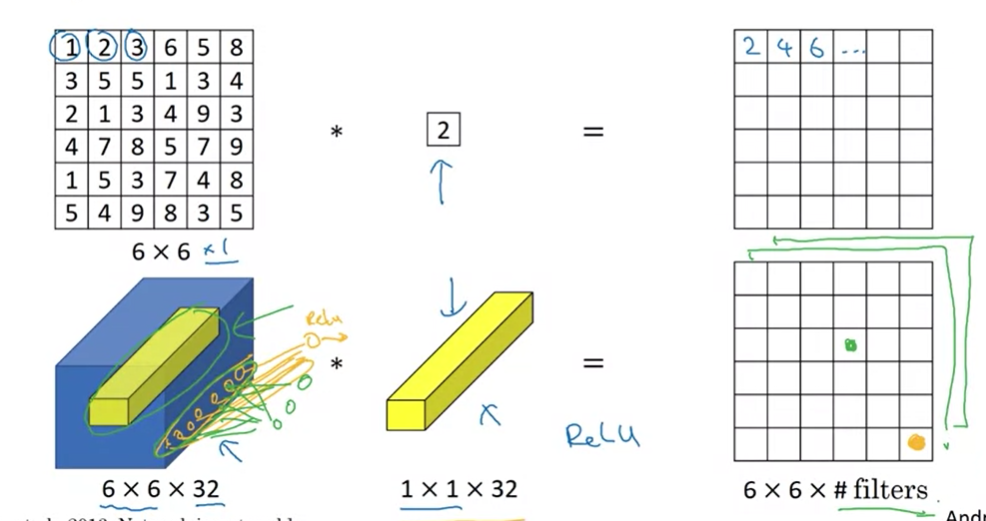 1 2 3 6 5 8
3 5 5 1 3 4
2 1 3 4 9 3
4 7 8 5 7 9
1 5 3 7 4 8
5 4 9 8 3 5
* 2 =
2 4 6 ...
6 × 6 × 1
Relu
* =
ReLU
6 × 6 × 32
1 × 1 × 32
6 × 6 × # filters
Andr